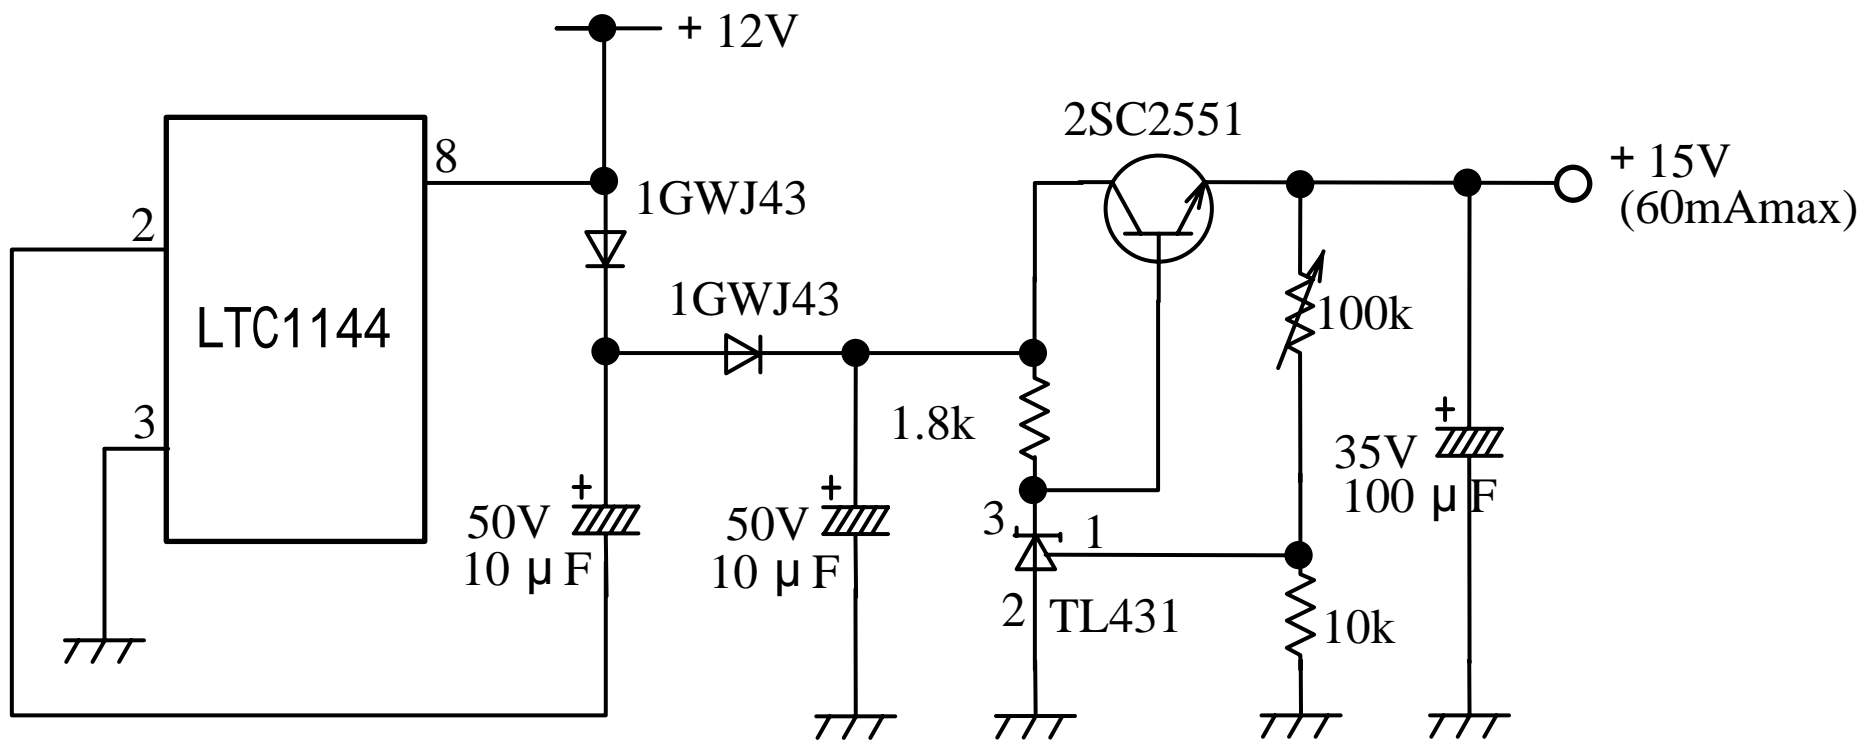 + 12V
2SC2551
8
+ 15V
1GWJ43
(60mAmax)
2
1GWJ43
LTC1144
100k
3
1.8k
+
35V
+
+
100 μ F
50V
50V
3
1
10 μ F
10 μ F
2
TL431
10k